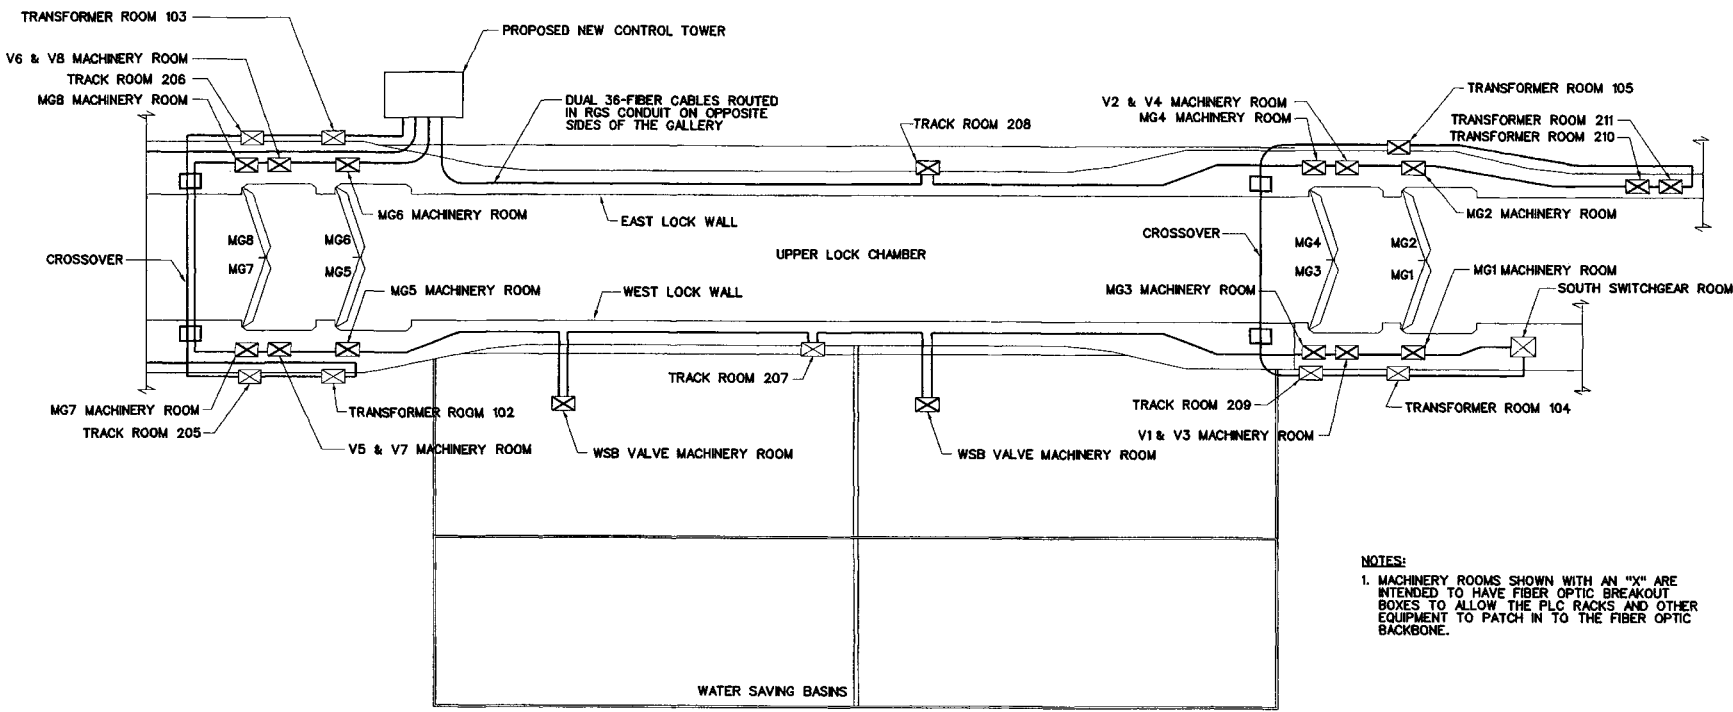 TRANSFORMER ROOM 103
PROPOSED NEW CONTROL TOWER
V6 & V8 MACHINERY ROOM
TRACK ROOM 206
MG8 MACHINERY ROOM
DUAL 36-FIBER CABLES ROUTED
IN RGS CONDUIT ON OPPOSITE
SIDES OF THE GALLERY
TRACK ROOM 208
V2 & V4 MACHINERY ROOM
MG4 MACHINERY ROOM
TRANSFORMER ROOM 105
TRANSFORMER ROOM 211
TRANSFORMER ROOM 210
MG6 MACHINERY ROOM
EAST LOCK WALL
MG2 MACHINERY ROOM
CROSSOVER
MG8
MG7
MG6
MG5
UPPER LOCK CHAMBER
CROSSOVER
MG4
MG3
MG2
MG1
MG5 MACHINERY ROOM
WEST LOCK WALL
MG3 MACHINERY ROOM
MG1 MACHINERY ROOM
SOUTH SWITCHGEAR ROOM
MG7 MACHINERY ROOM
TRACK ROOM 205
TRANSFORMER ROOM 102
V5 & V7 MACHINERY ROOM
TRACK ROOM 207
WSB VALVE MACHINERY ROOM
WSB VALVE MACHINERY ROOM
TRACK ROOM 209
V1 & V3 MACHINERY ROOM
TRANSFORMER ROOM 104
NOTES:
1. MACHINERY ROOMS SHOWN WITH AN "X" ARE
INTENDED TO HAVE FIBER OPTIC BREAKOUT
BOXES TO ALLOW THE PLC RACKS AND OTHER
EQUIPMENT TO PATCH IN TO THE FIBER OPTIC
BACKBONE.
WATER SAVING BASINS